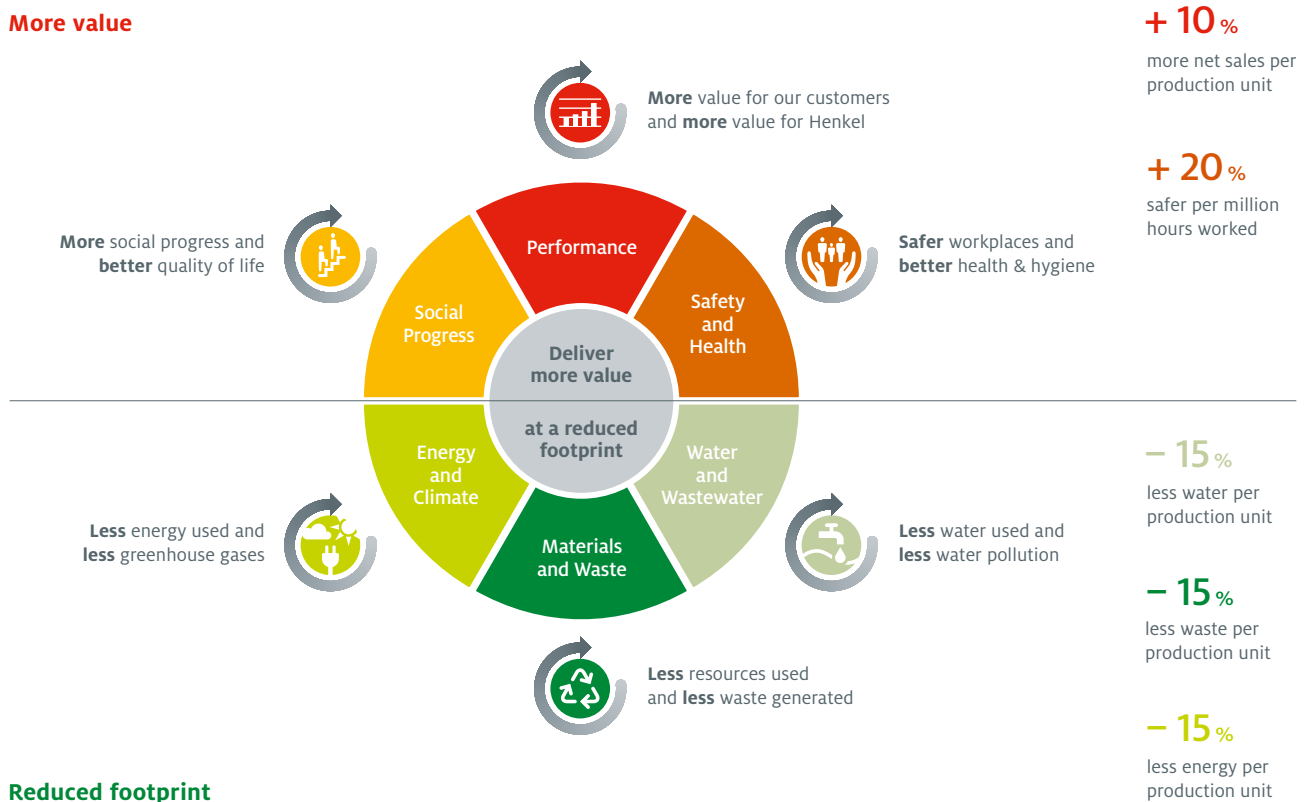 More value
+ 10 %
more net sales per
production unit
More value for our customers
and more value for Henkel
+ 20 %
safer per million
hours worked
More social progress and
better quality of life
Performance
Safer workplaces and
better health & hygiene
Social
Progress
Safety
and
Health
Deliver
more value
at a reduced
footprint
Energy
and
Climate
Water
and
Wastewater
– 15 %
less water per
production unit
Less energy used and
less greenhouse gases
Materials
and Waste
Less water used and
less water pollution
– 15 %
less waste per
production unit
Less resources used
and less waste generated
– 15 %
less energy per
production unit
Reduced footprint